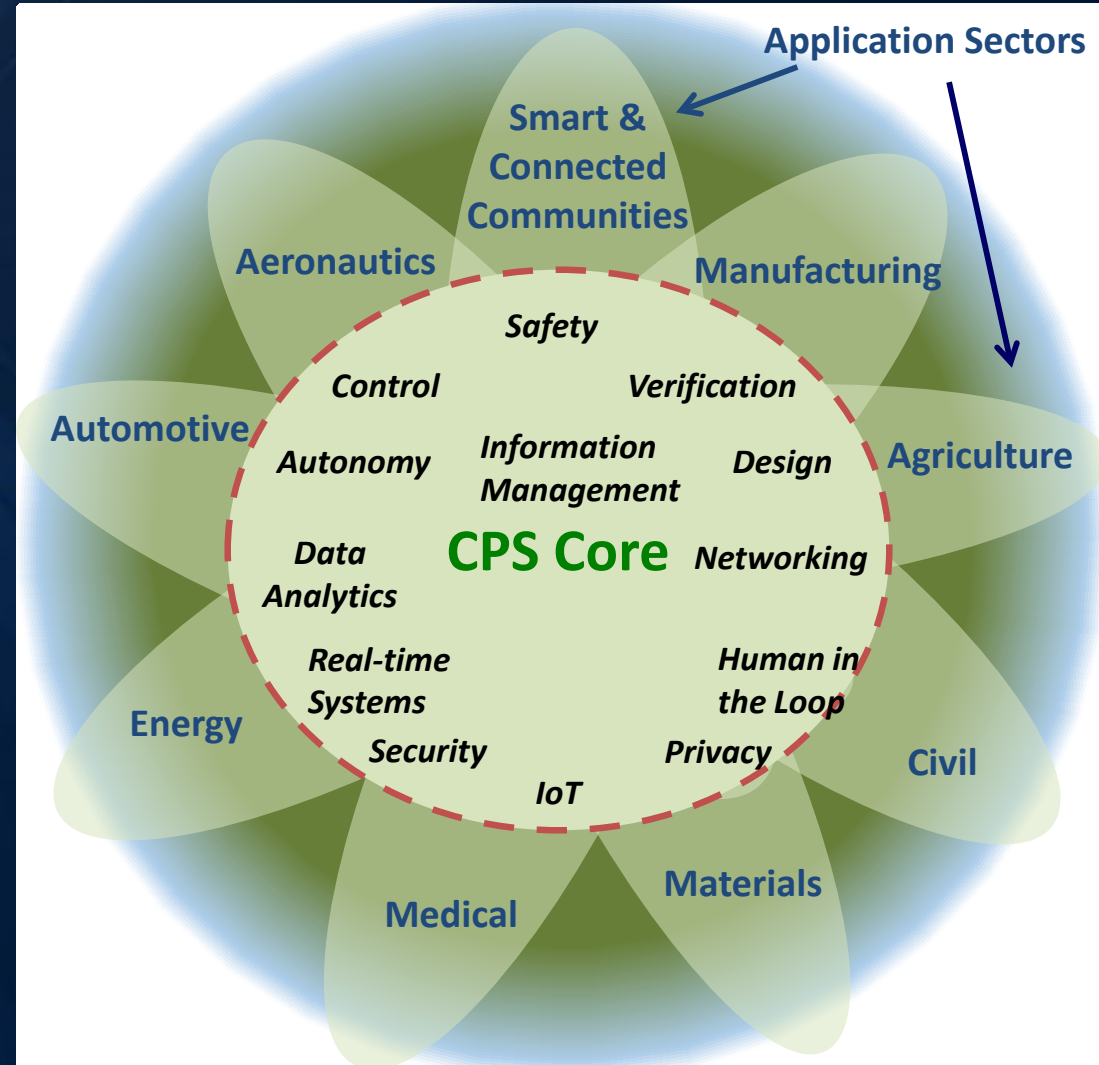 Application Sectors
Smart &
Connected
Communities
Aeronautics
Manufacturing
Safety
Control
Verification
Automotive
Autonomy
Information
Management
Design
Agriculture
Data
Analytics
CPS Core
Networking
Real-time
Systems
Human in
the Loop
Energy
Security
Privacy
Civil
IoT
Materials
Medical